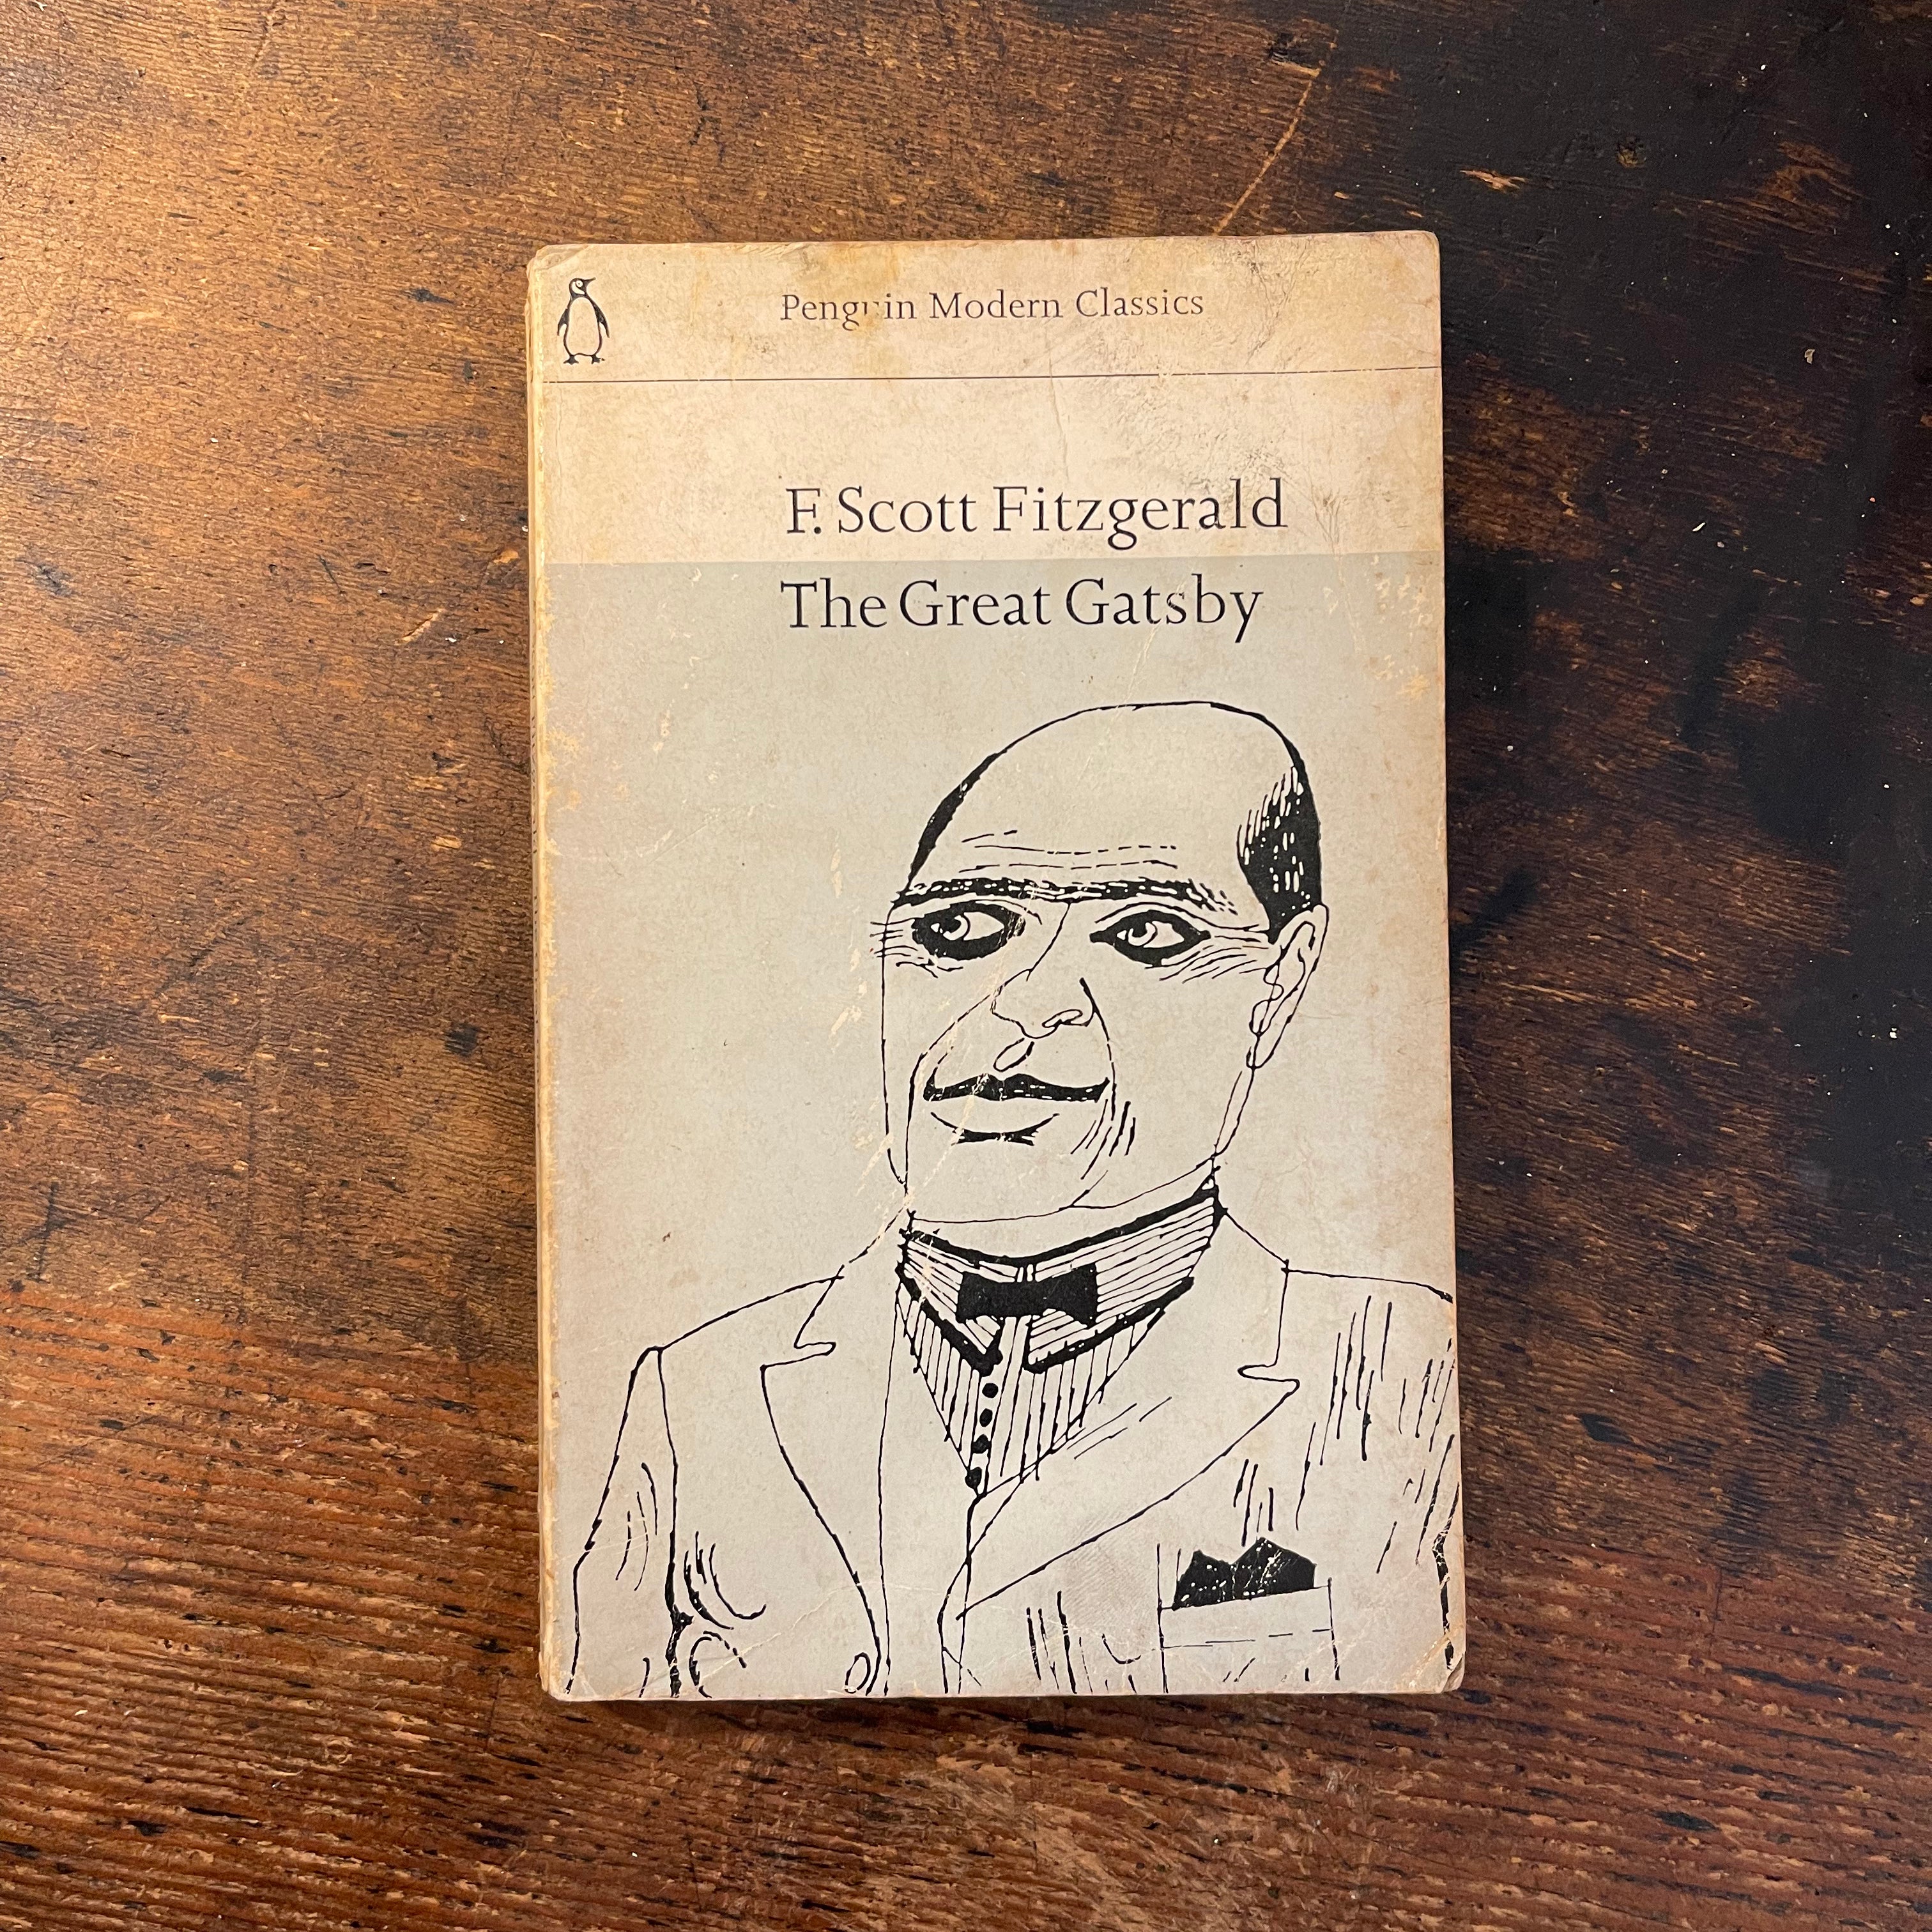 Penguin Modern Classics
F. Scott Fitzgerald
The Great Gatsby